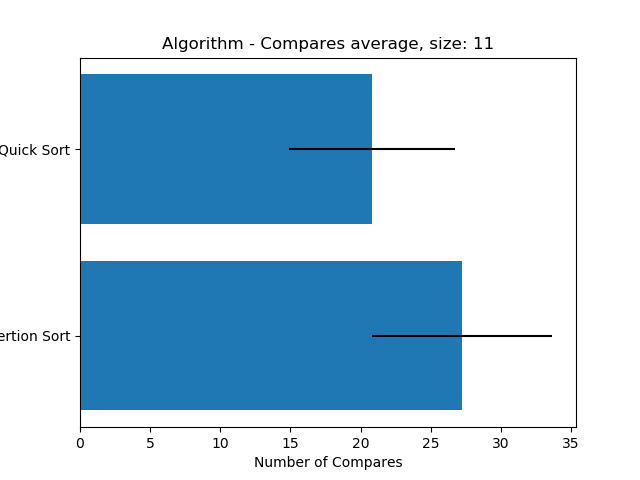 Algorithm - Compares average, size: 11
Quick Sort
ertion Sort
0 5 10 15 20 25 30 35
Number of Compares